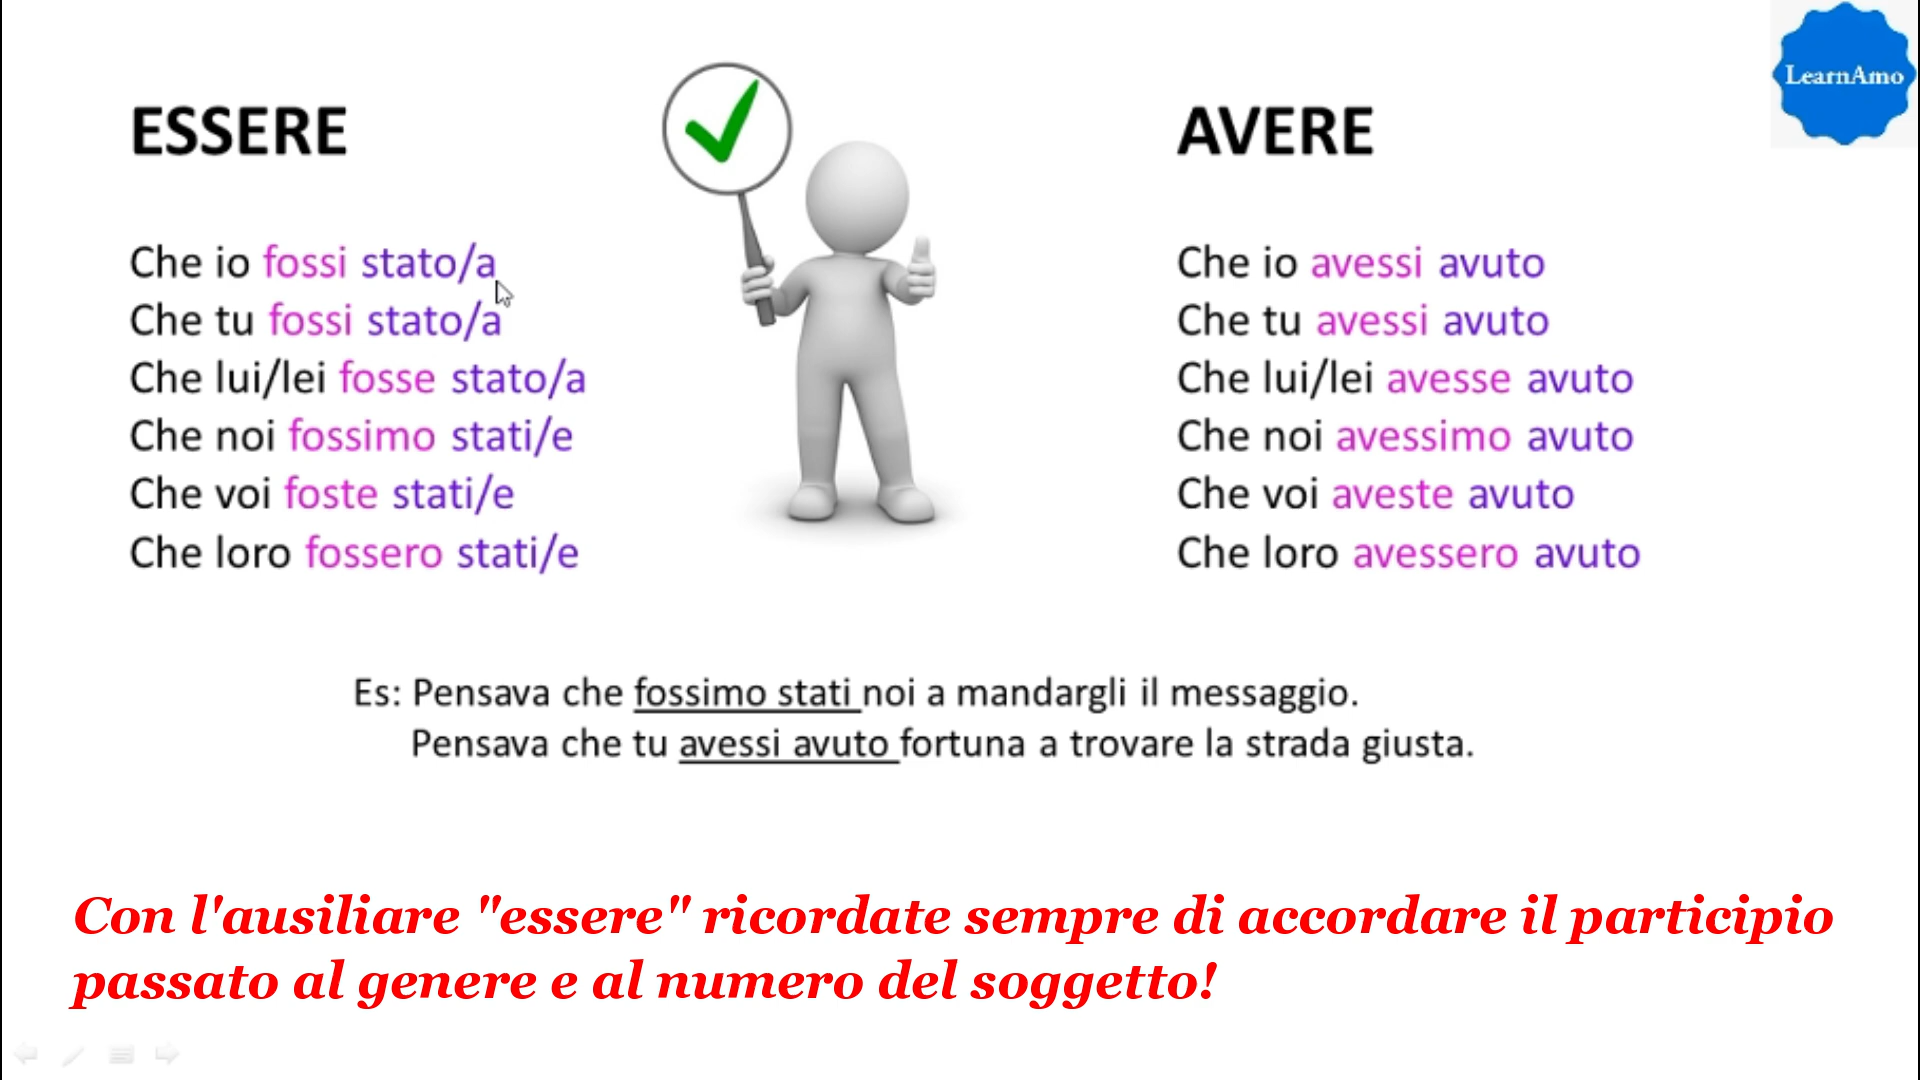 LearnAmo
ESSERE
Che io fossi stato/a
Che tu fossi stato/a
Che lui/lei fosse stato/a
Che noi fossimo stati/e
Che voi foste stati/e
Che loro fossero stati/e
AVERE
Che io avessi avuto
Che tu avessi avuto
Che lui/lei avesse avuto
Che noi avessimo avuto
Che voi aveste avuto
Che loro avessero avuto
Es: Pensava che fossimo stati noi a mandargli il messaggio.
Pensava che tu avessi avuto fortuna a trovare la strada giusta.
Con l'ausiliare "essere" ricordate sempre di accordare il participio
passato al genere e al numero del soggetto!